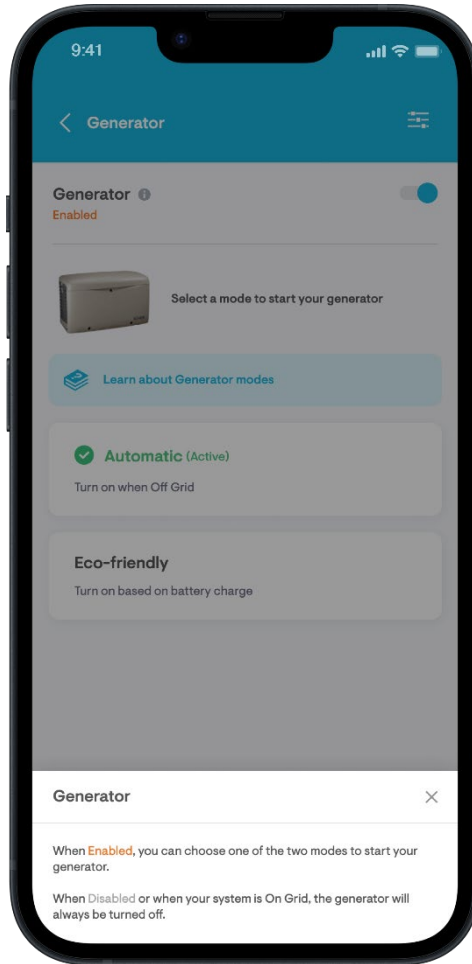 9:41
Generator
Generator
Enabled
Select a mode to start your generator
Learn about Generator modes
Automatic (Active)
Turn on when Off Grid
Eco-friendly
Turn on based on battery charge
Generator
When Enabled, you can choose one of the two modes to start your
generator.
When Disabled or when your system is On Grid, the generator will
always be turned off.